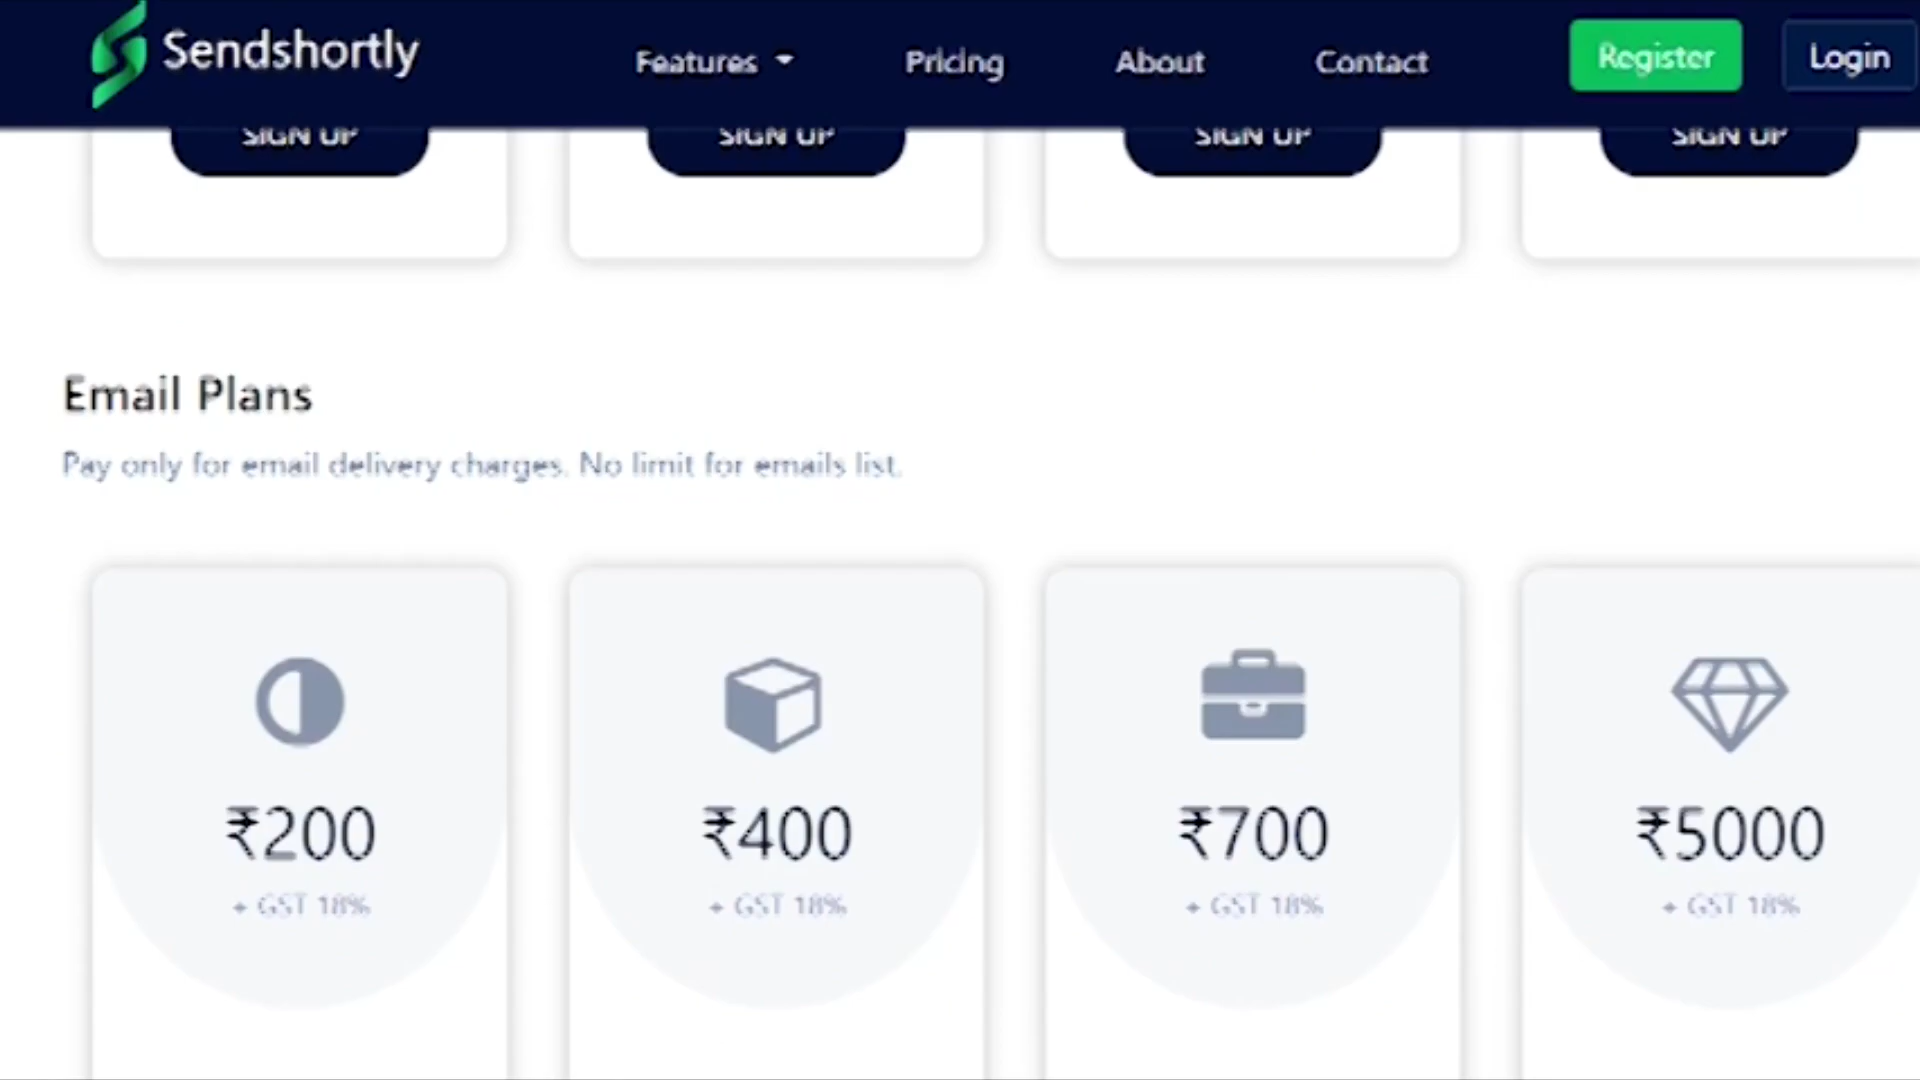 Sendshortly
Features
Pricing
About
Contact
Register
Login
SIGN UP
SIGN UP
SIGN UP
SIGN UP
Email Plans
Pay only for email delivery charges. No limit for emails list.
₹200
₹400
₹700
₹5000
+ GST 18%
+ GST 18%
+ GST 18%
+ GST 18%